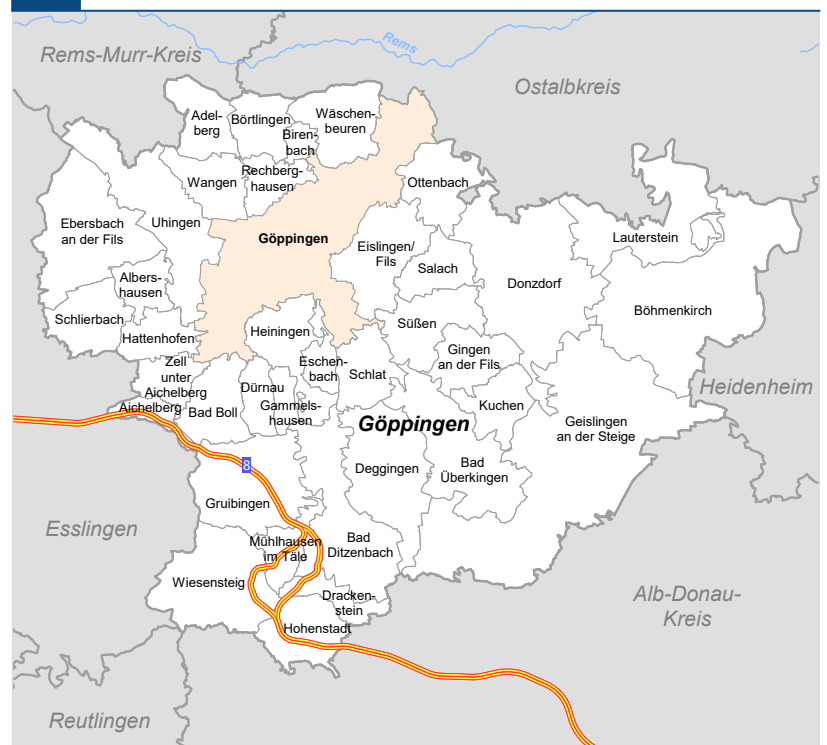 Rems
Rems-Murr-Kreis
Ostalbkreis
Adel-
berg
Börtlingen
Wäschen-
beuren
Biren-
bach
Rechberg-
hausen
Wangen
Ottenbach
Ebersbach
an der Fils
Uhingen
Göppingen
Eislingen/
Fils
Lauterstein
Salach
Donzdorf
Albers-
hausen
Böhmenkirch
Schlierbach
Hattenhofen
Heiningen
Süßen
Gingen
an der Fils
Zell
unter
Aichelberg
Eschen-
bach
Schlat
Heidenheim
Aichelberg
Bad Boll
Dürnau
Gammels-
hausen
Kuchen
Göppingen
Geislingen
an der Steige
8
Deggingen
Bad
Überkingen
Gruibingen
Esslingen
Mühlhausen
im Täle
Bad
Ditzenbach
Wiesensteig
Dracken-
stein
Alb-Donau-
Kreis
Hohenstadt
Reutlingen